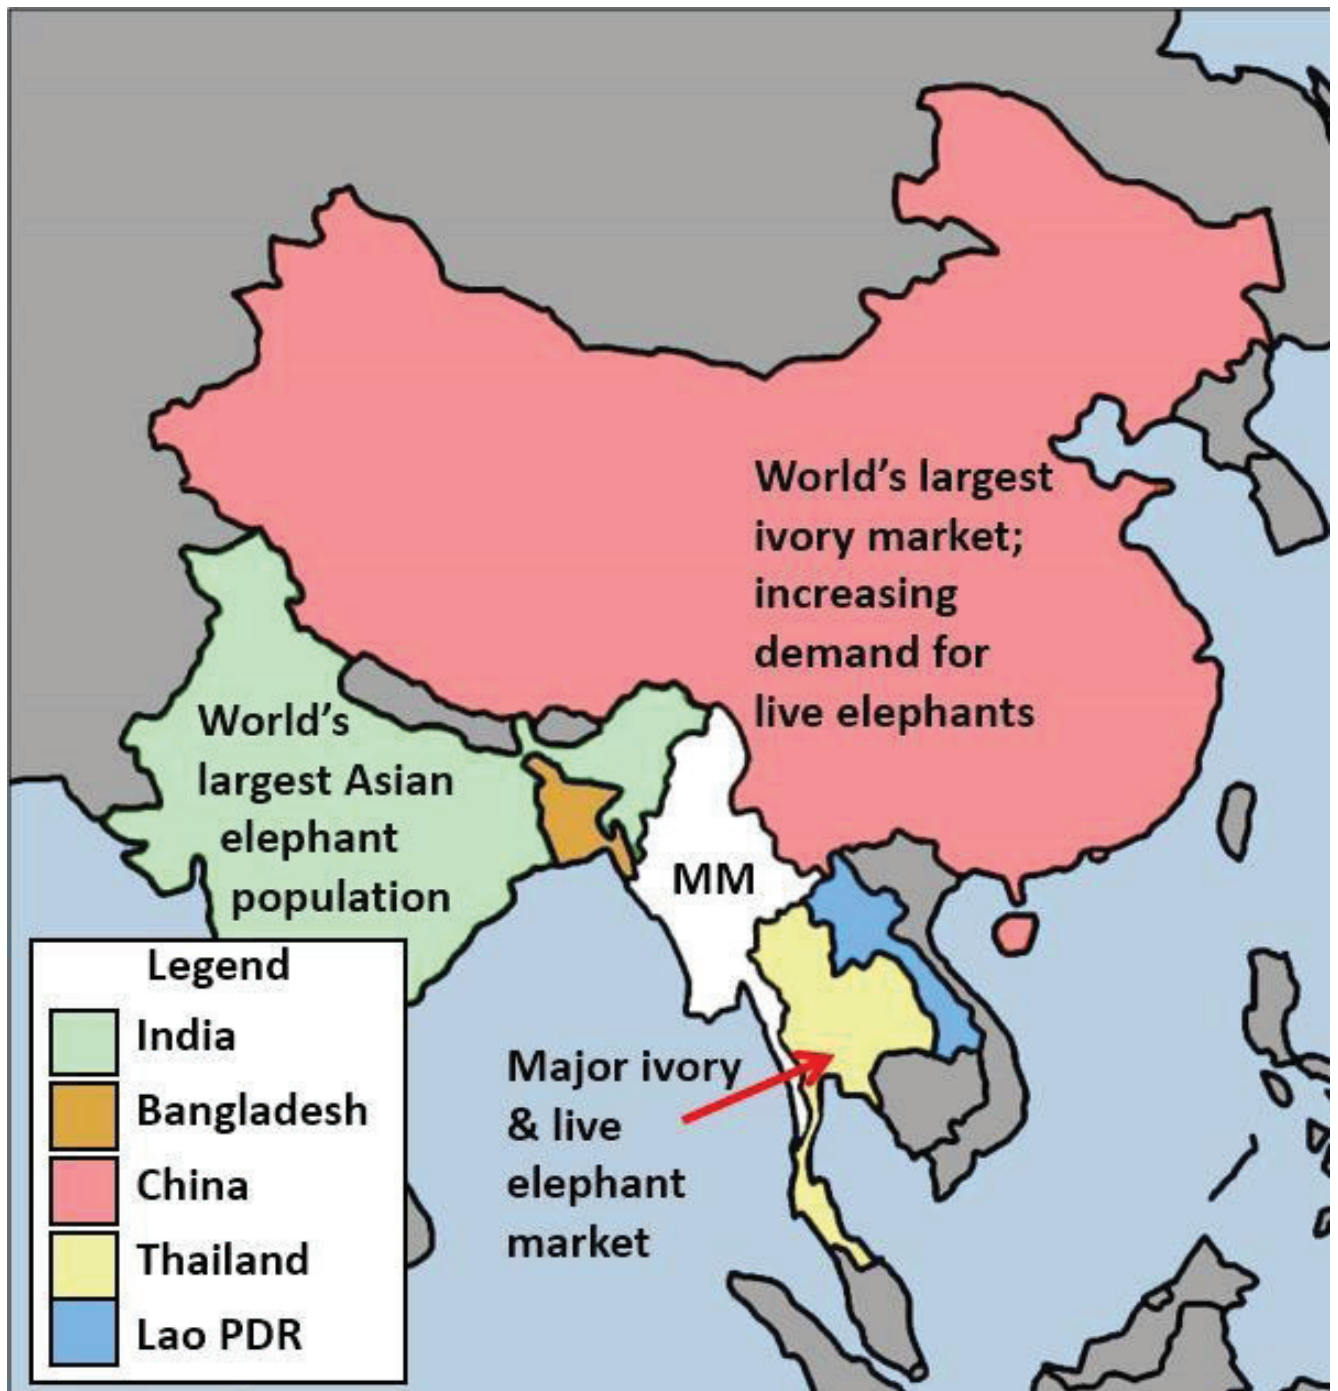 World’s largest
ivory market;
increasing
demand for
live elephants
World’s
largest Asian
elephant
population
MM
Major ivory
& live
elephant
market
Legend
India
Bangladesh
China
Thailand
Lao PDR